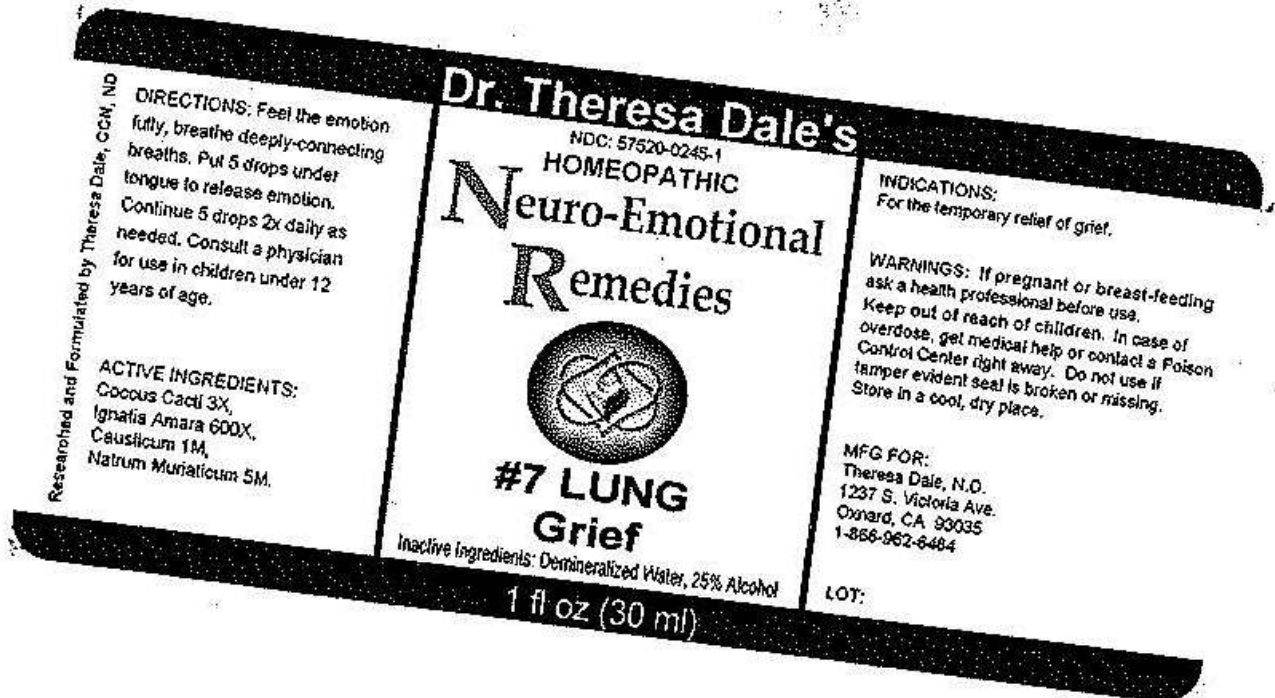 Dr. Theresa Dale's
Researched and Formulated by Theresa Dale, CCN, ND
DIRECTIONS: Feel the emotion
fully, breathe deeply-connecting
breaths. Put 5 drops under
tongue to release emotion.
Continue 5 drops 2x daily as
needed. Consult a physician
for use in children under 12
years of age.
ACTIVE INGREDIENTS:
Coccus Cacti 3X,
Ignatia Amara 600X,
Causticum 1M,
Natrum Muriaticum 5M.
NDC: 57520-0245-1
HOMEOPATHIC
Neuro-Emotional
Remedies
#7 LUNG
Grief
Inactive Ingredients: Demineralized Water, 25% Alcohol
1 fl oz (30 ml)
INDICATIONS:
For the temporary relief of grief.
WARNINGS: If pregnant or breast-feeding
ask a health professional before use.
Keep out of reach of children. In case of
overdose, get medical help or contact a Poison
Control Center right away. Do not use if
tamper evident seal is broken or missing.
Store in a cool, dry place.
MFG FOR:
Theresa Dale, N.D.
1237 S. Victoria Ave.
Oxnard, CA 93035
1-866-962-6484
LOT: